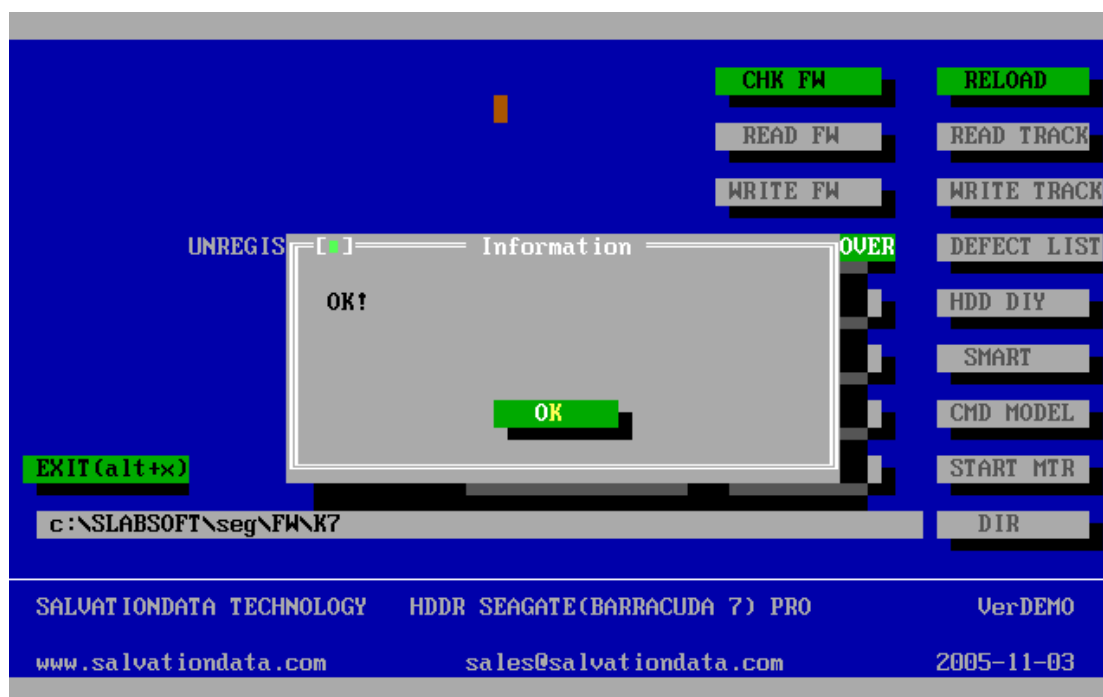 CHK FW RELOAD
READ FW READ TRACK
WRITE FW WRITE TRACK
UNREGIS [ ] Information OVER DEFECT LIST
OK! HDD DIY
SMART
OK CMD MODEL
EXIT(alt+x) START MTR
c:\SLABSOFT\seg\FW\K7 DIR
SALVATIONDATA TECHNOLOGY HDDR SEAGATE(BARRACUDA 7) PRO VerDEMO
www.salvationdata.com sales@salvationdata.com 2005-11-03